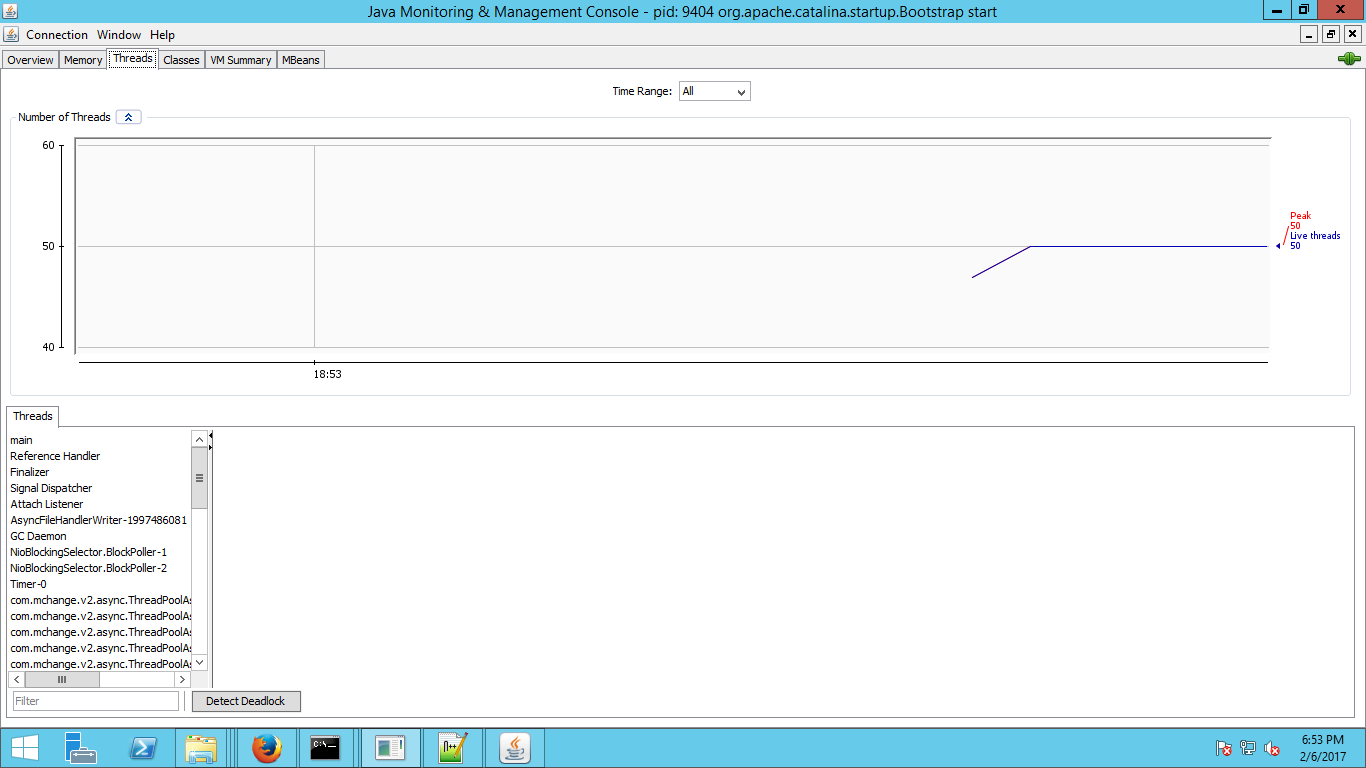 Java Monitoring & Management Console - pid: 9404 org.apache.catalina.startup.Bootstrap start
Connection Window Help
Overview Memory Threads Classes VM Summary MBeans
Time Range: All
Number of Threads
60
50
40
18:53
Peak
50
Live threads
50
Threads
main
Reference Handler
Finalizer
Signal Dispatcher
Attach Listener
AsyncFileHandlerWriter-1997486081
GC Daemon
NioBlockingSelector.BlockPoller-1
NioBlockingSelector.BlockPoller-2
Timer-0
com.mchange.v2.async.ThreadPoolAs
com.mchange.v2.async.ThreadPoolAs
com.mchange.v2.async.ThreadPoolAs
com.mchange.v2.async.ThreadPoolAs
com.mchange.v2.async.ThreadPoolAs
Filter
Detect Deadlock
6:53 PM
2/6/2017